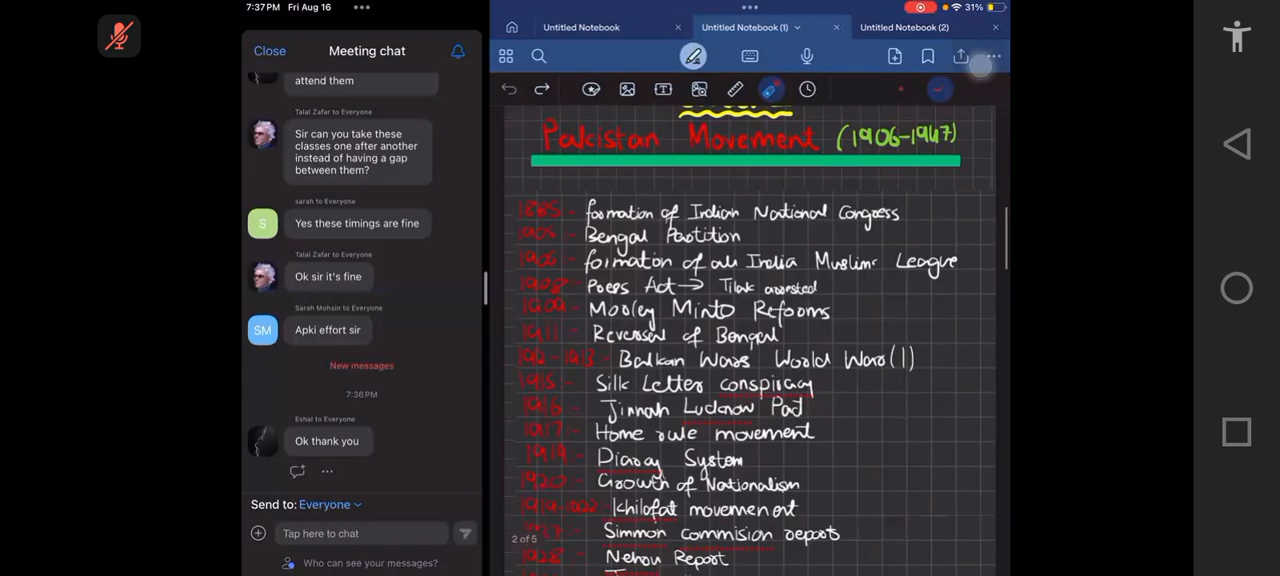 7:37 PM Fri Aug 16
31%
Close
Meeting chat
attend them
Talal Zafar to Everyone
Sir can you take these
classes one after another
instead of having a gap
between them?
sarah to Everyone
S
Yes these timings are fine
Talal Zafar to Everyone
Ok sir it's fine
Sarah Mohsin to Everyone
SM
Apki effort sir
New messages
7:36 PM
Eshal to Everyone
Ok thank you
Send to: Everyone
Tap here to chat
Who can see your messages?
Untitled Notebook
Untitled Notebook (1)
Untitled Notebook (2)
Pakistan Movement (1906-1947)
1885- formation of Indian National Congress
1905- Bengal Partition
1906- formation of all India Muslim League
1908- Press Act → Tilak arrested
1909- Morley Minto Reforms
1911- Reversal of Bengal
1913- Balkan Wars World War (1)
1915- Silk Letter conspiracy
1916- Jinnah Lucknow Pact
1917- Home rule movement
1919- System
1920- Growth of Nationalism
1919-1922- movement
1927- Simmon commision report
1928- Nehru Report
2 of 5